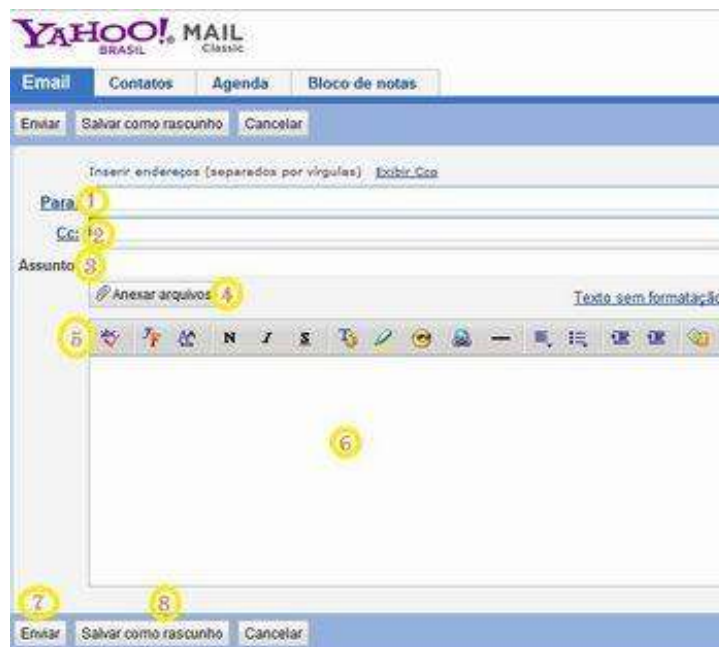 YAHOO! MAIL
BRASIL Classic
Email Contatos Agenda Bloco de notas
Enviar Salvar como rascunho Cancelar
Inserir endereços (separados por vírgulas) Exibir Cco
Para: 1
Cc: 2
Assunto 3
Anexar arquivos 4 Texto sem formatação
5 N I S
6
7 8
Enviar Salvar como rascunho Cancelar